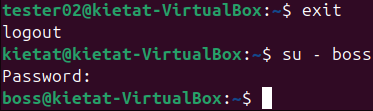 tester02@kietat-VirtualBox:~$ exit
logout
kietat@kietat-VirtualBox:~$ su - boss
Password:
boss@kietat-VirtualBox:~$